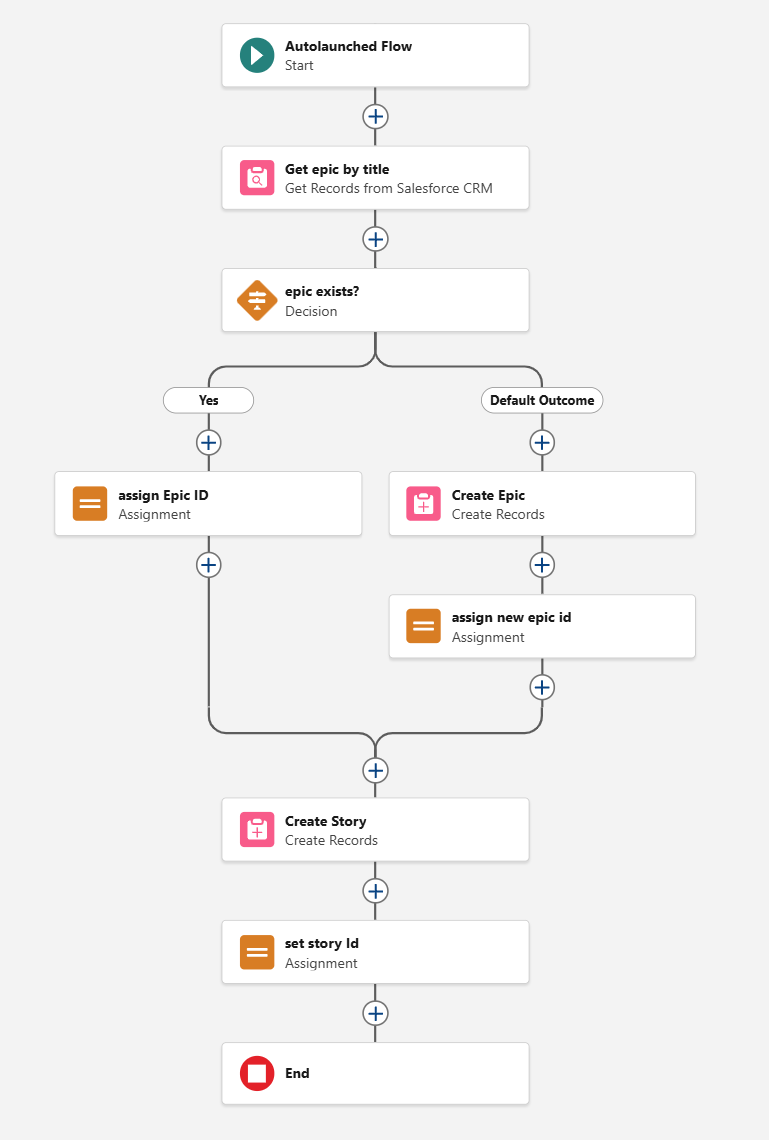 Autolaunched Flow
Start
Get epic by title
Get Records from Salesforce CRM
epic exists?
Decision
Yes
Default Outcome
assign Epic ID
Assignment
Create Epic
Create Records
assign new epic id
Assignment
Create Story
Create Records
set story Id
Assignment
End